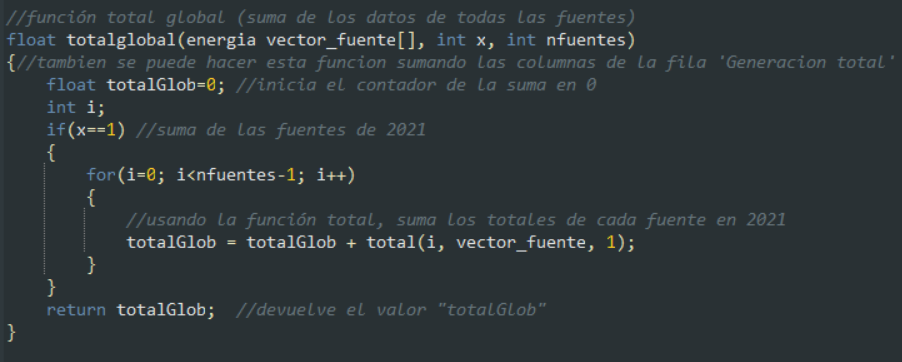 //función total global (suma de los datos de todas las fuentes)
float totalglobal(energia vector_fuente[], int x, int nfuentes)
{//tambien se puede hacer esta funcion sumando las columnas de la fila 'Generacion total'
    float totalGlob=0; //inicia el contador de la suma en 0
    int i;
    if(x==1) //suma de las fuentes de 2021
    {
        for(i=0; i<nfuentes-1; i++)
        {
            //usando la función total, suma los totales de cada fuente en 2021
            totalGlob = totalGlob + total(i, vector_fuente, 1);
        }
    }
    return totalGlob;  //devuelve el valor "totalGlob"
}